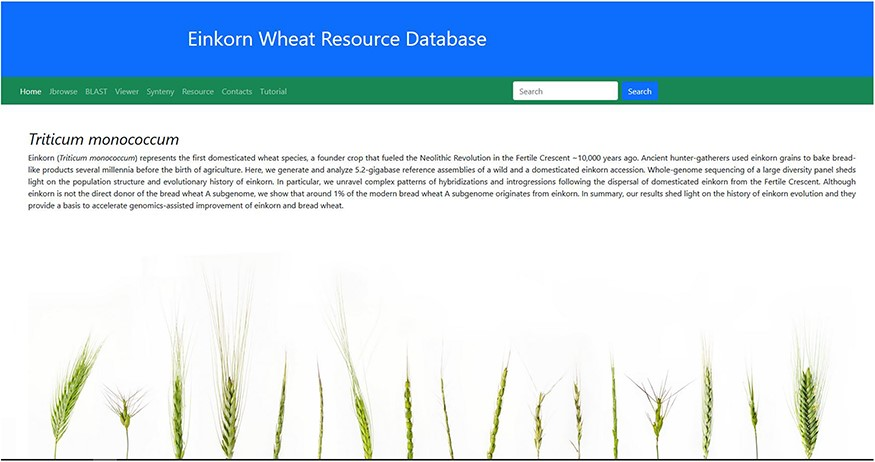 Einkorn Wheat Resource Database
Home Jbrowse BLAST Viewer Synteny Resource Contacts Tutorial Search Search
Triticum monococcum
Einkorn (Triticum monococcum) represents the first domesticated wheat species, a founder crop that fueled the Neolithic Revolution in the Fertile Crescent ~10,000 years ago. Ancient hunter-gatherers used einkorn grains to bake bread-
like products several millennia before the birth of agriculture. Here, we generate and analyze 5.2-gigabase reference assemblies of a wild and a domesticated einkorn accession. Whole-genome sequencing of a large diversity panel sheds
light on the population structure and evolutionary history of einkorn. In particular, we unravel complex patterns of hybridizations and introgressions following the dispersal of domesticated einkorn from the Fertile Crescent. Although
einkorn is not the direct donor of the bread wheat A subgenome, we show that around 1% of the modern bread wheat A subgenome originates from einkorn. In summary, our results shed light on the history of einkorn evolution and they
provide a basis to accelerate genomics-assisted improvement of einkorn and bread wheat.